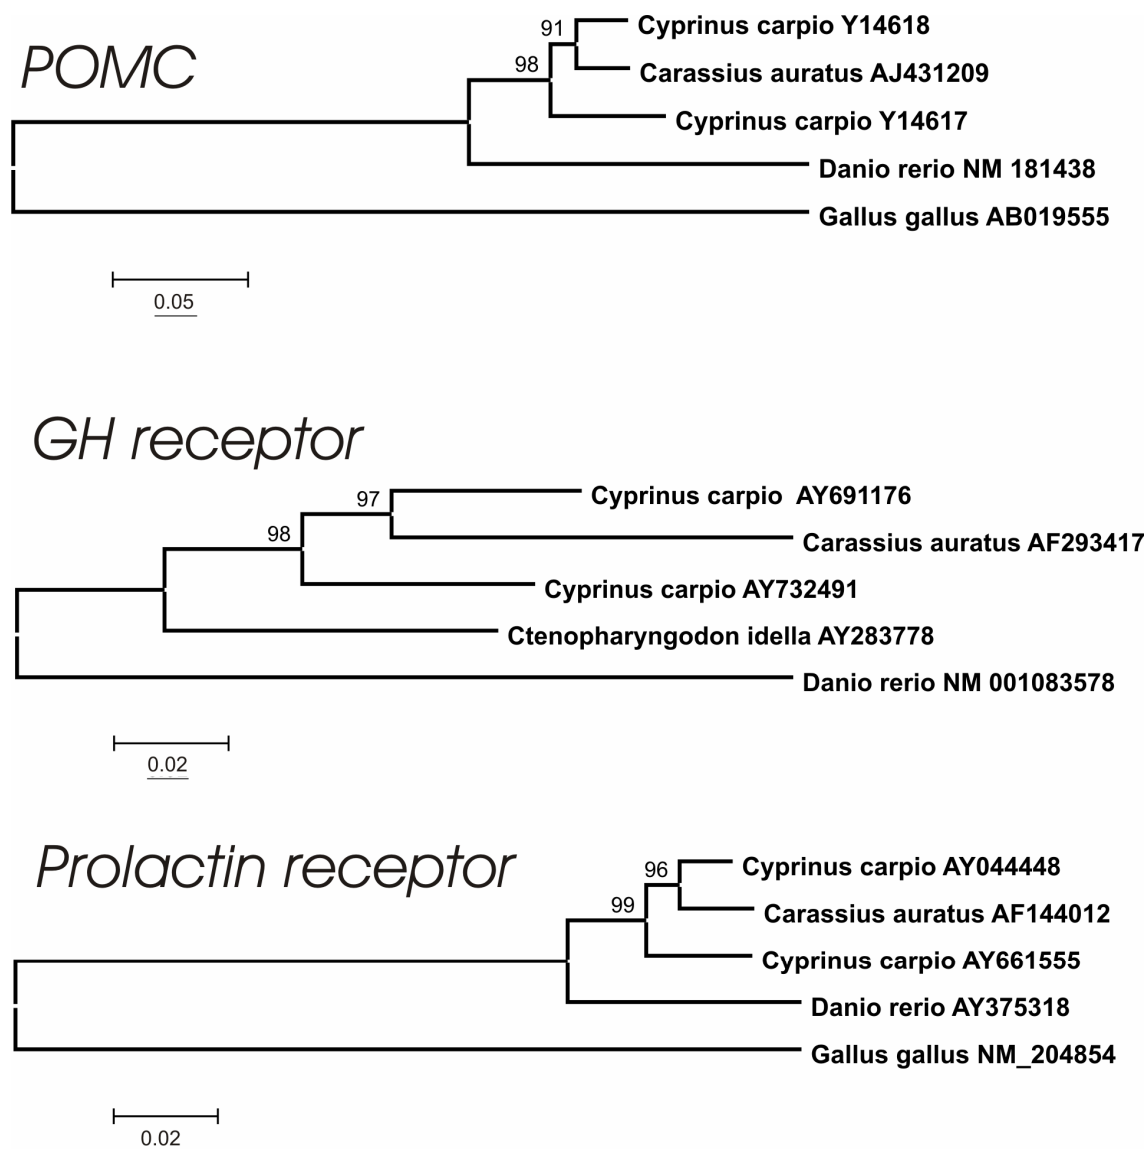 POMC
91
Cyprinus carpio Y14618
98
Carassius auratus AJ431209
Cyprinus carpio Y14617
Danio rerio NM 181438
Gallus gallus AB019555
0.05
GH receptor
97
Cyprinus carpio AY691176
98
Carassius auratus AF293417
Cyprinus carpio AY732491
Ctenopharyngodon idella AY283778
Danio rerio NM 001083578
0.02
Prolactin receptor
96
Cyprinus carpio AY044448
99
Carassius auratus AF144012
Cyprinus carpio AY661555
Danio rerio AY375318
Gallus gallus NM_204854
0.02